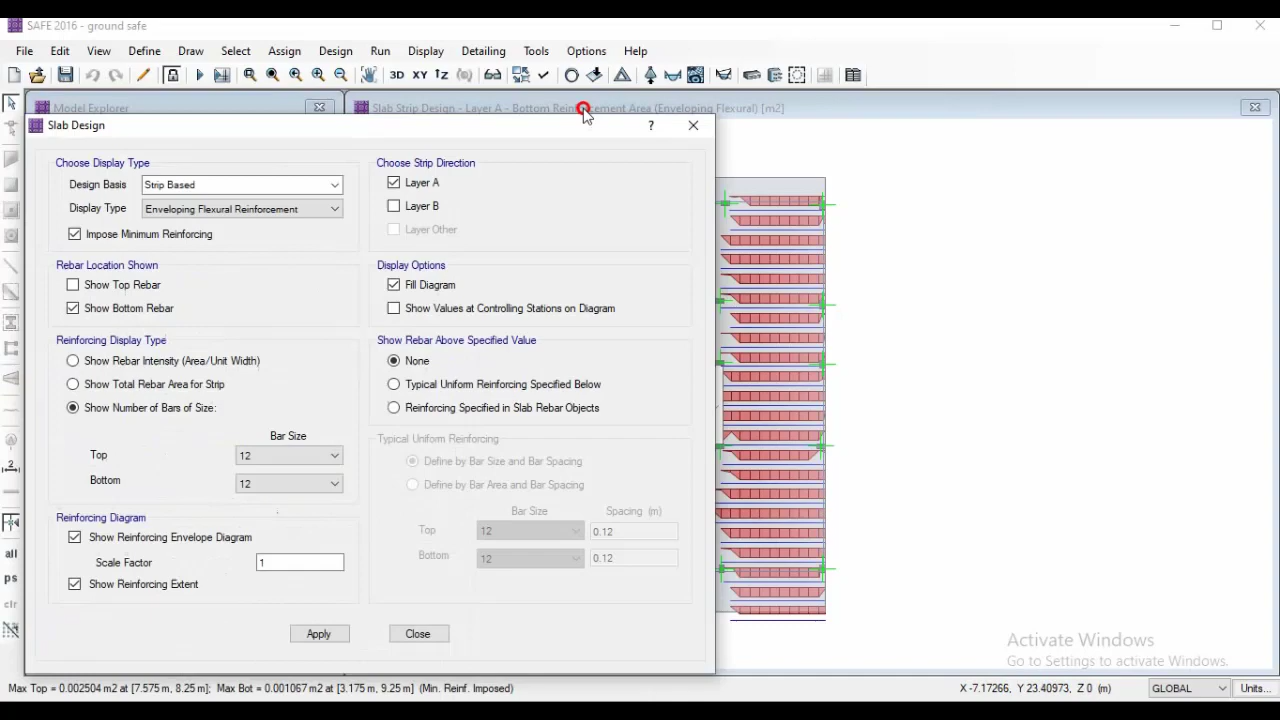 SAFE 2016 - ground safe
File Edit View Define Draw Select Assign Design Run Display Detailing Tools Options Help
3D XY
Model Explorer
Slab Strip Design - Layer A - Bottom Reinforcement Area (Enveloping Flexural) [m2]
Slab Design ?
Choose Display Type
Design Basis Strip Based
Display Type Enveloping Flexural Reinforcement
Impose Minimum Reinforcing
Choose Strip Direction
Layer A
Layer B
Layer Other
Rebar Location Shown
Show Top Rebar
Show Bottom Rebar
Display Options
Fill Diagram
Show Values at Controlling Stations on Diagram
Reinforcing Display Type
Show Rebar Intensity (Area/Unit Width)
Show Total Rebar Area for Strip
Show Number of Bars of Size:
Bar Size
Top 12
Bottom 12
Show Rebar Above Specified Value
None
Typical Uniform Reinforcing Specified Below
Reinforcing Specified in Slab Rebar Objects
Typical Uniform Reinforcing
Define by Bar Size and Bar Spacing
Define by Bar Area and Bar Spacing
Bar Size Spacing (m)
Top 12 0.12
Bottom 12 0.12
Reinforcing Diagram
Show Reinforcing Envelope Diagram
Scale Factor 1
Show Reinforcing Extent
Apply Close
all
ps
clr
Activate Windows
Go to Settings to activate Windows.
Max Top = 0.002504 m2 at [7.575 m, 8.25 m]; Max Bot = 0.001067 m2 at [3.175 m, 9.25 m] (Min. Reinf. Imposed) X -7.17266, Y 23.40973, Z 0 (m) GLOBAL Units...